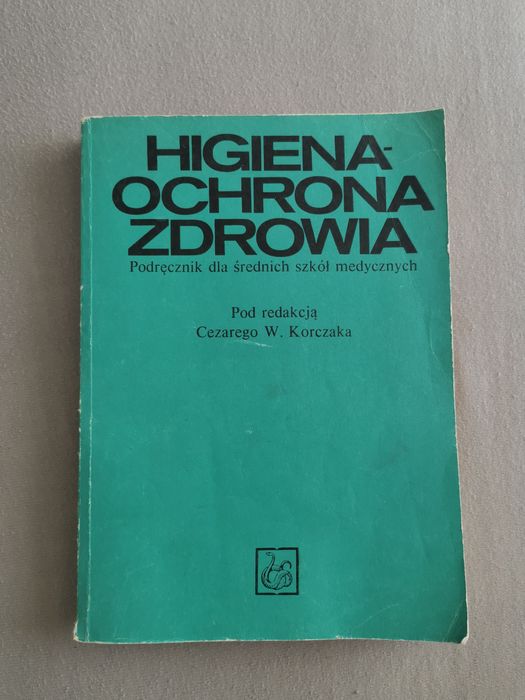 HIGIENA-
OCHRONA
ZDROWIA
Podręcznik dla średnich szkół medycznych
Pod redakcją
Cezarego W. Korczaka